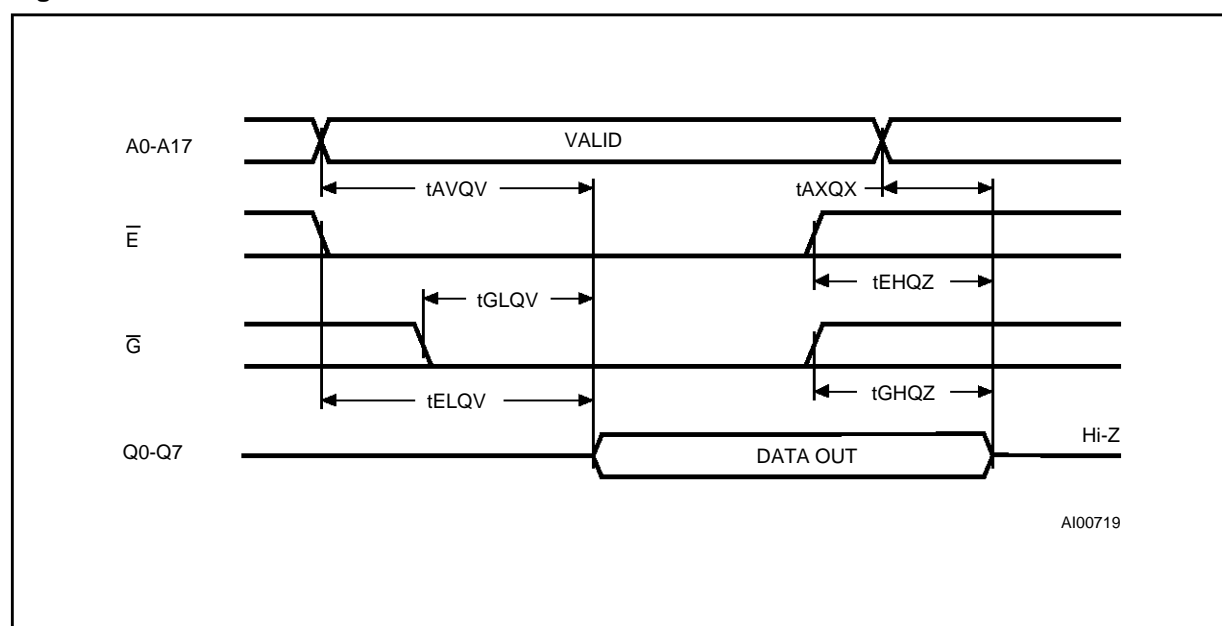 A0-A17
VALID
tAVQV
tAXQX
E̅
tEHQZ
tGLQV
G̅
tGHQZ
tELQV
Q0-Q7
DATA OUT
Hi-Z
AI00719